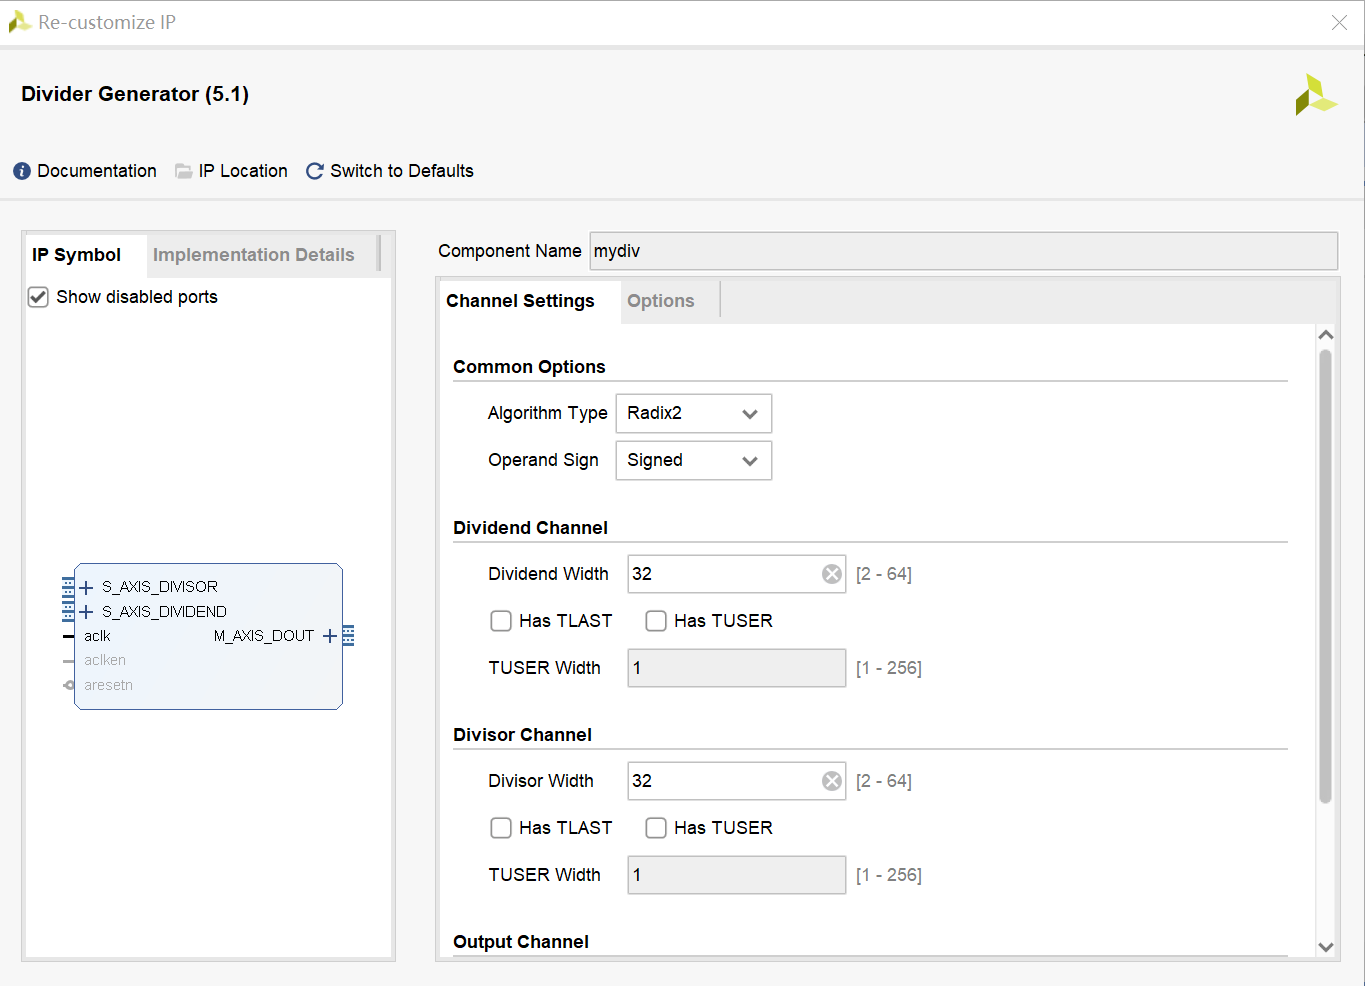 Re-customize IP
Divider Generator (5.1)
Documentation IP Location Switch to Defaults
IP Symbol Implementation Details
Show disabled ports
S_AXIS_DIVISOR
S_AXIS_DIVIDEND
aclk M_AXIS_DOUT
aclken
aresetn
Component Name mydiv
Channel Settings Options
Common Options
Algorithm Type Radix2
Operand Sign Signed
Dividend Channel
Dividend Width 32 [2 - 64]
Has TLAST Has TUSER
TUSER Width 1 [1 - 256]
Divisor Channel
Divisor Width 32 [2 - 64]
Has TLAST Has TUSER
TUSER Width 1 [1 - 256]
Output Channel